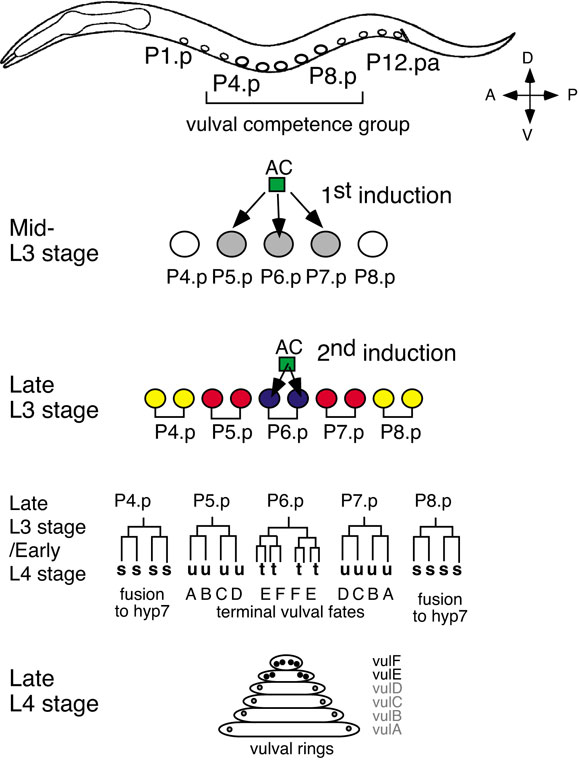 P1.p
P4.p
P8.p
P12.pa
vulval competence group
D
A
P
V
AC
1st induction
Mid-
L3 stage
P4.p P5.p P6.p P7.p P8.p
AC
2nd induction
Late
L3 stage
P4.p P5.p P6.p P7.p P8.p
Late
L3 stage
/Early
L4 stage
P4.p P5.p P6.p P7.p P8.p
s s s s u u u u t t t t u u u u s s s s
A B C D E F F E D C B A
fusion
to hyp7
terminal vulval fates
fusion
to hyp7
Late
L4 stage
vulF
vulE
vulD
vulC
vulB
vulA
vulval rings